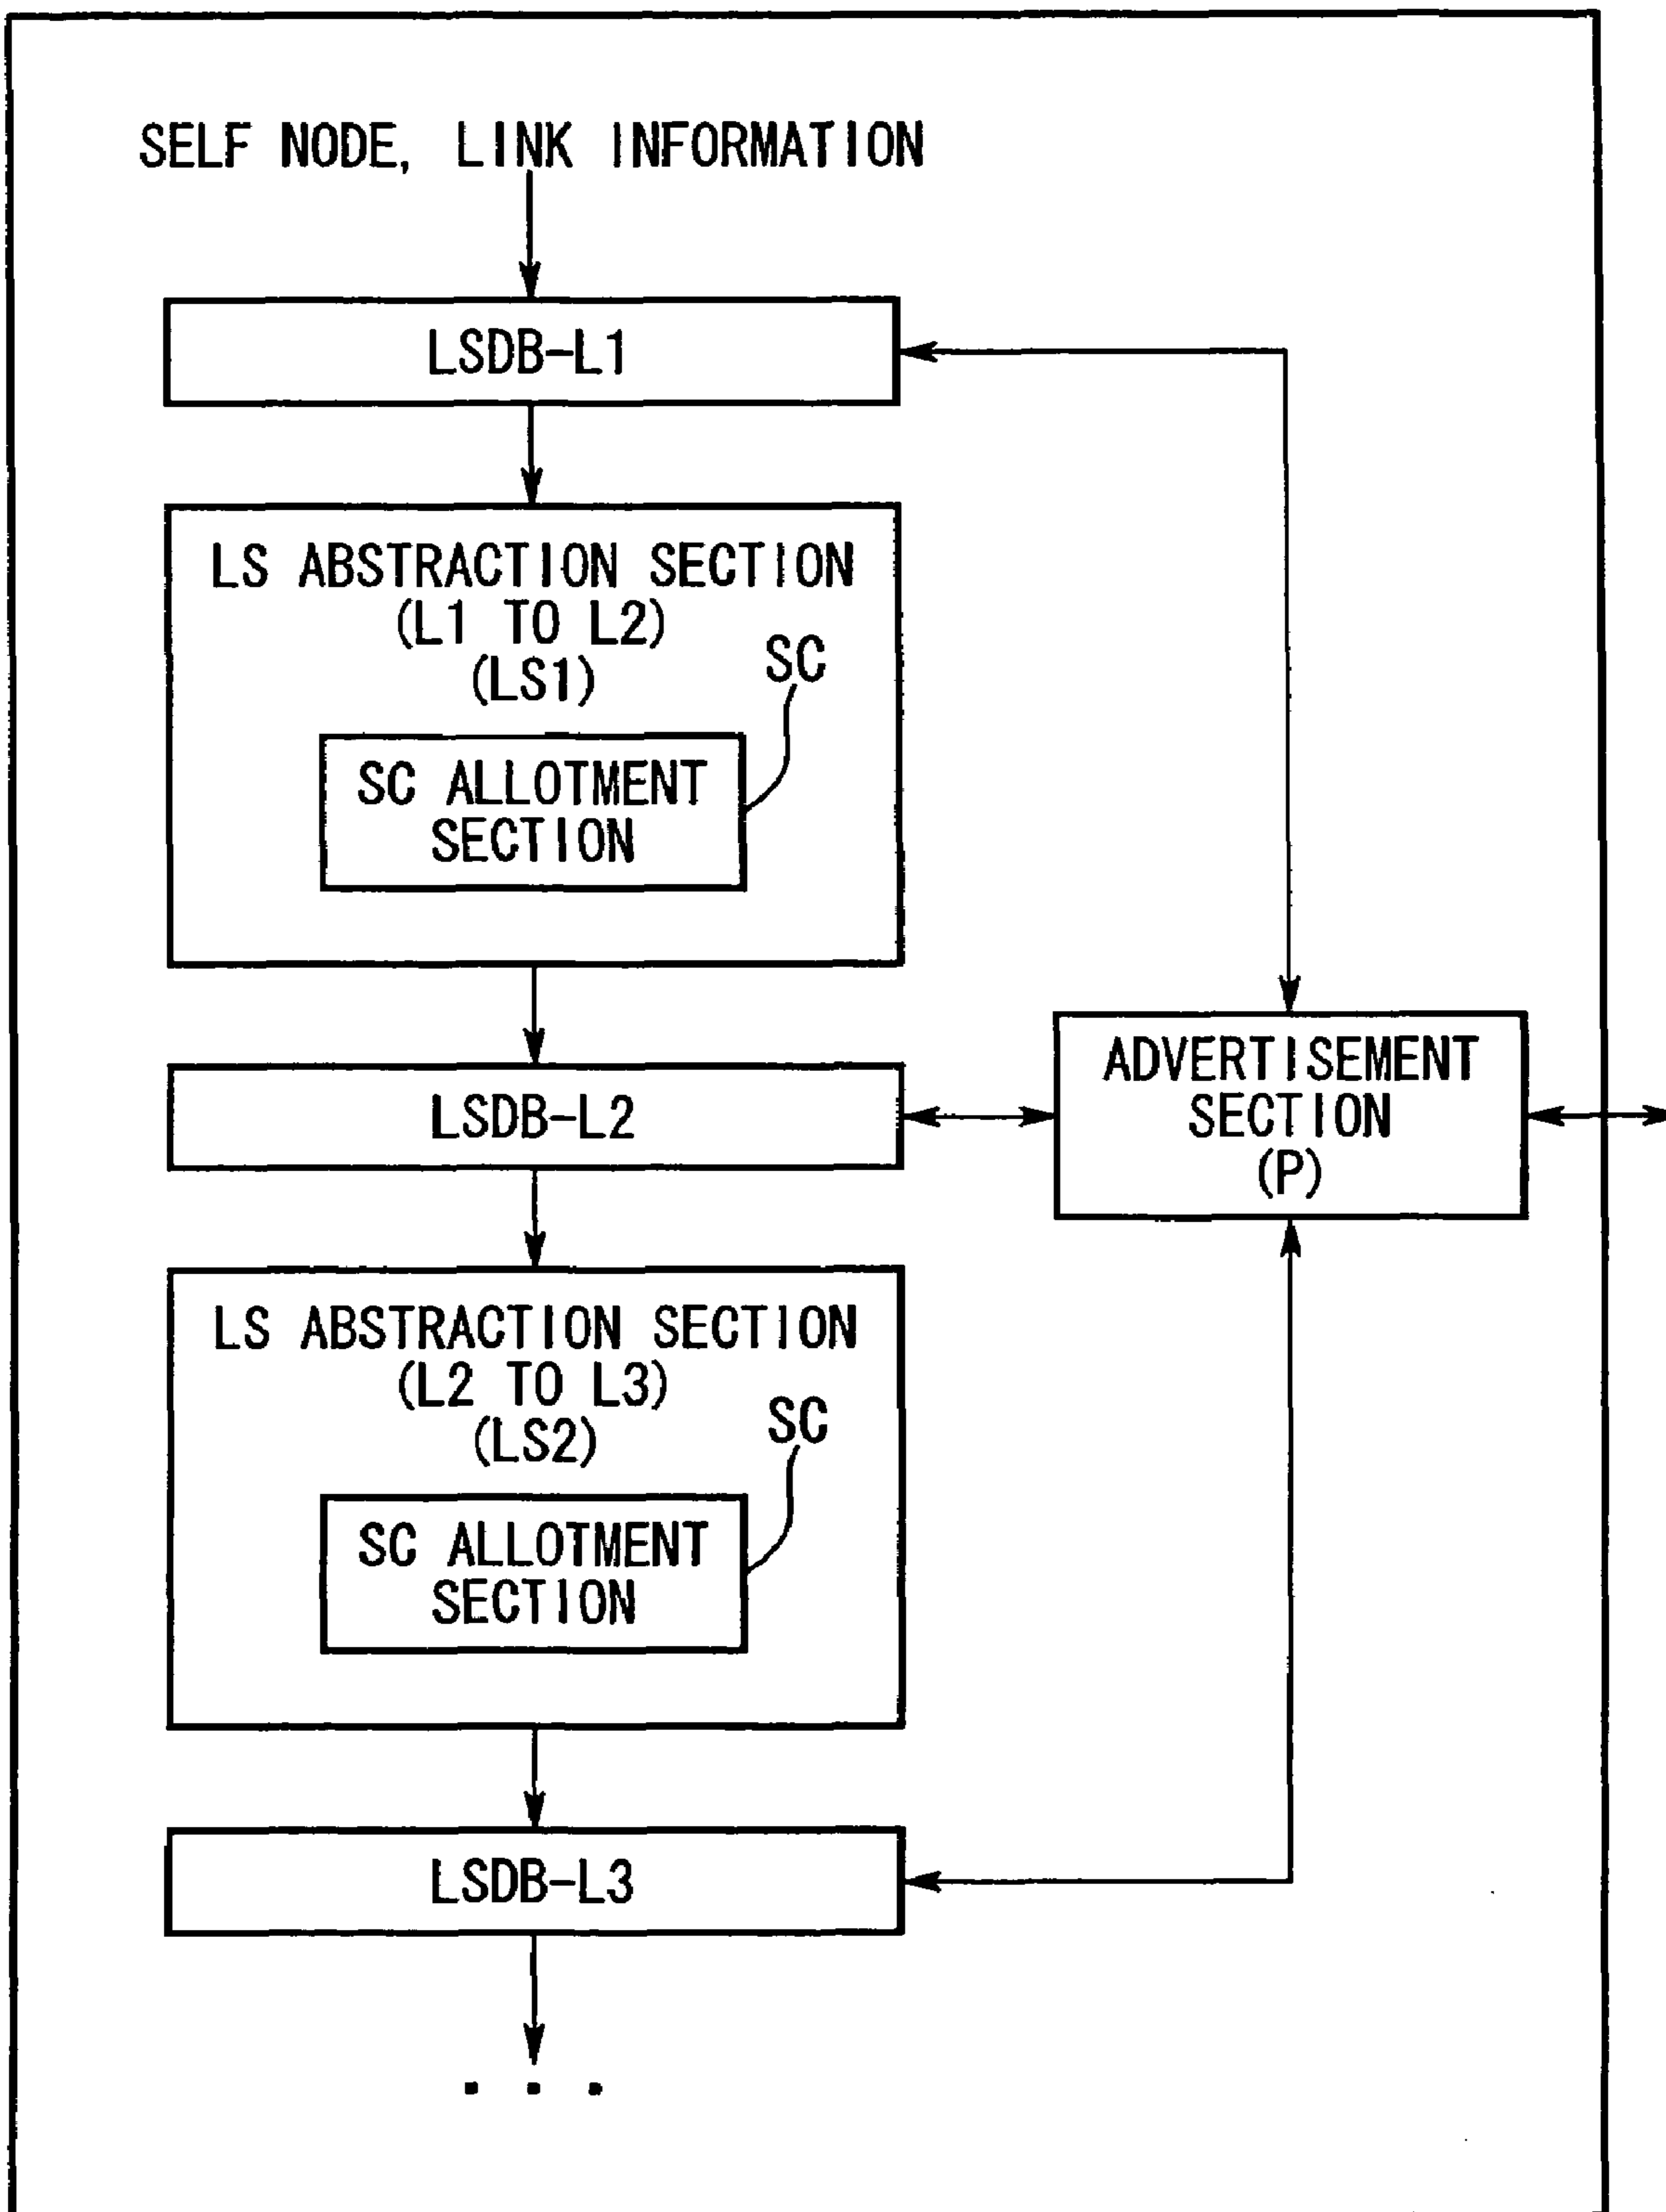 SELF NODE, LINK INFORMATION
LSDB-L1
LS ABSTRACTION SECTION
(L1 TO L2)
(LS1)
SC
SC ALLOTMENT
SECTION
LSDB-L2
ADVERTISEMENT
SECTION
(P)
LS ABSTRACTION SECTION
(L2 TO L3)
(LS2)
SC
SC ALLOTMENT
SECTION
LSDB-L3
. . .